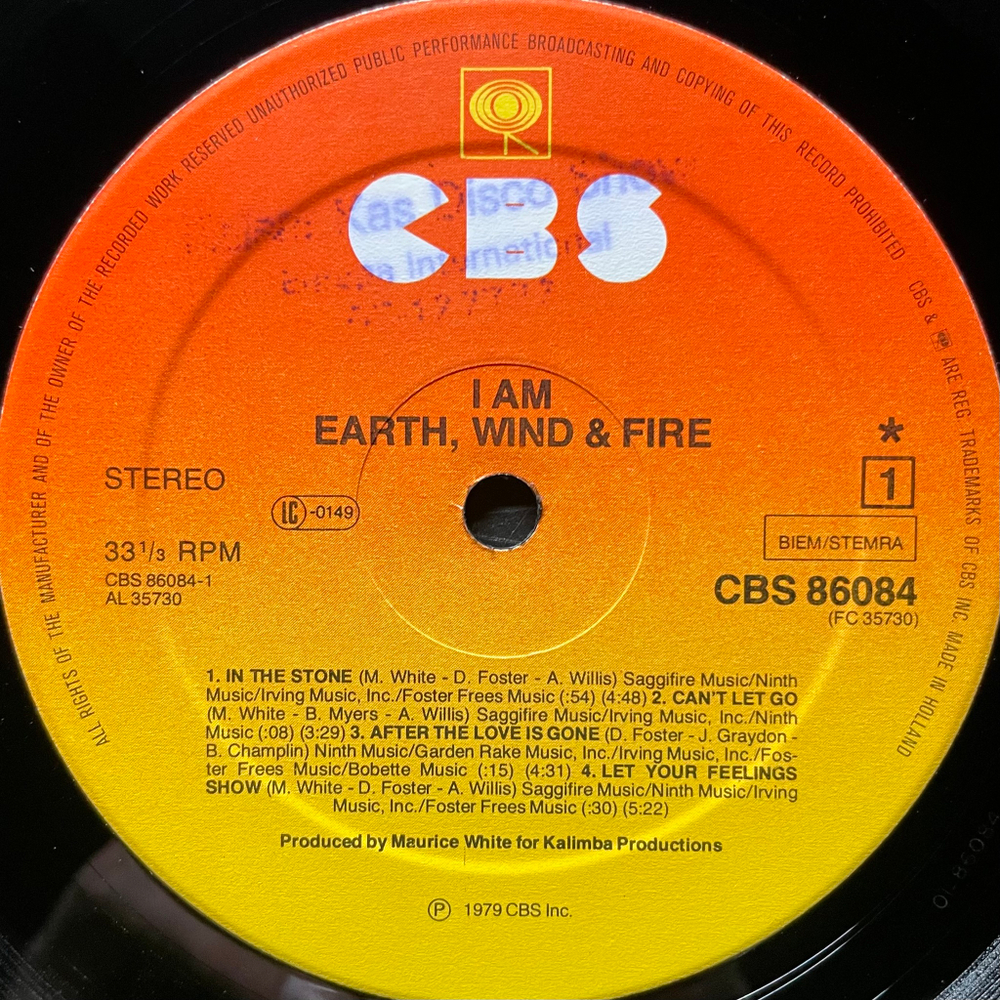 ALL RIGHTS OF THE MANUFACTURER AND OF THE OWNER OF THE RECORDED WORK RESERVED UNAUTHORIZED PUBLIC PERFORMANCE BROADCASTING AND COPYING OF THIS RECORD PROHIBITED CBS & ARE REG. TRADEMARKS OF CBS INC. MADE IN HOLLAND
CBS
Disco Show
International
I AM
EARTH, WIND & FIRE
STEREO
*
1
LC-0149
BIEM/STEMRA
33 1/3 RPM
CBS 86084-1
AL 35730
CBS 86084
(FC 35730)
1. IN THE STONE (M. White - D. Foster - A. Willis) Saggifire Music/Ninth
Music/Irving Music, Inc./Foster Frees Music (:54) (4:48) 2. CAN'T LET GO
(M. White - B. Myers - A. Willis) Saggifire Music/Irving Music, Inc./Ninth
Music (:08) (3:29) 3. AFTER THE LOVE IS GONE (D. Foster - J. Graydon -
B. Champlin) Ninth Music/Garden Rake Music, Inc./Irving Music, Inc./Fos-
ter Frees Music/Bobette Music (:15) (4:31) 4. LET YOUR FEELINGS
SHOW (M. White - D. Foster - A. Willis) Saggifire Music/Ninth Music/Irving
Music, Inc./Foster Frees Music (:30) (5:22)
Produced by Maurice White for Kalimba Productions
℗ 1979 CBS Inc.